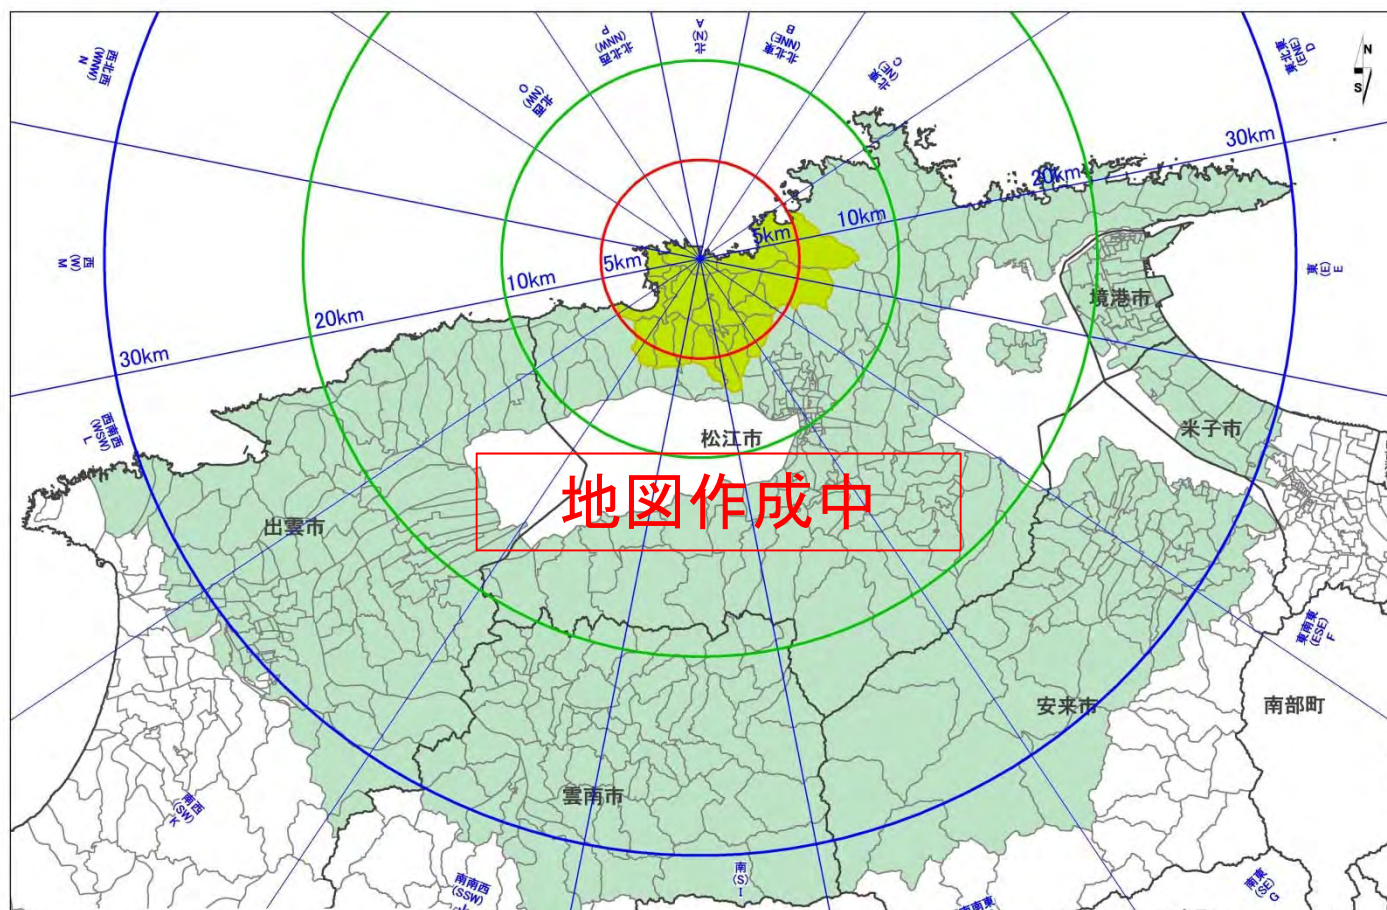 北
(N)
A
北北東
(NNE)
B
北東
(NE)
C
東北東
(ENE)
D
N
S
北北西
(NNW)
P
北西
(NW)
O
西北西
(WNW)
N
西
(W)
M
東
(E)
E
30km
20km
10km
5km
5km
10km
20km
30km
境港市
米子市
松江市
地図作成中
出雲市
西南西
(WSW)
L
東南東
(ESE)
F
安来市
南部町
雲南市
南西
(SW)
K
南南西
(SSW)
南
(S)
I
南東
(SE)
G
南南東